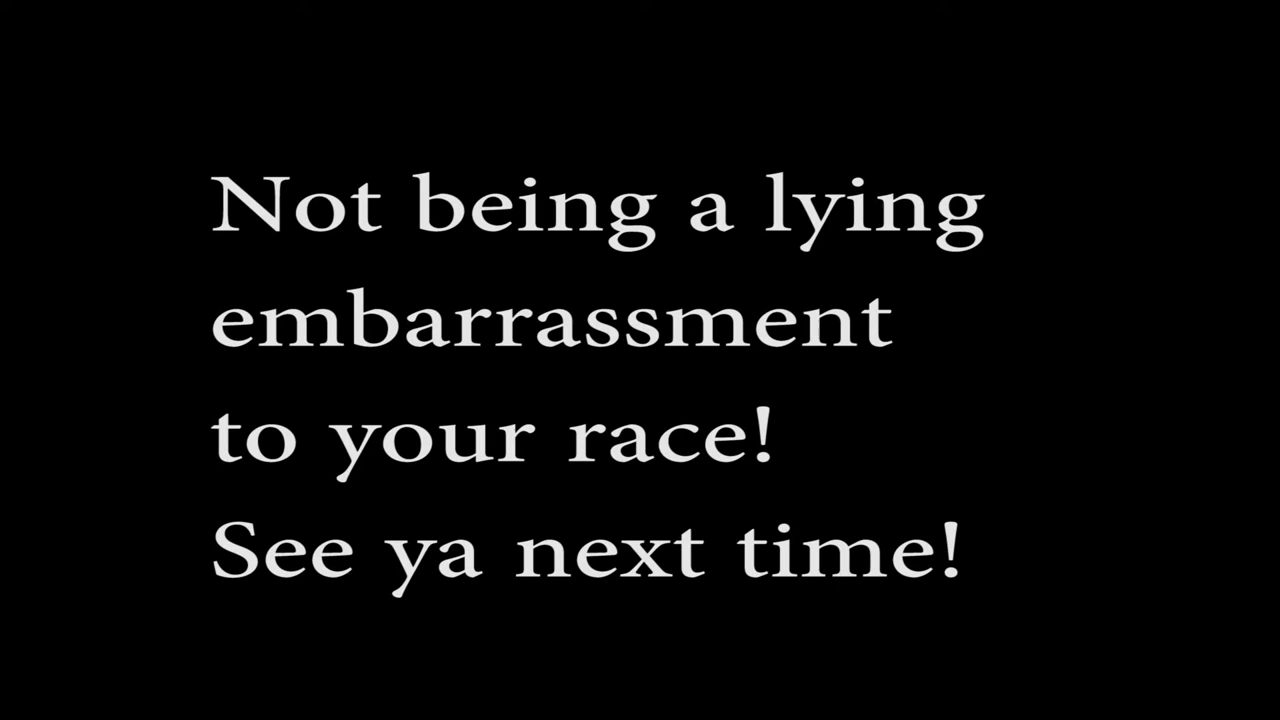 Not being a lying
embarrassment
to your race!
See ya next time!